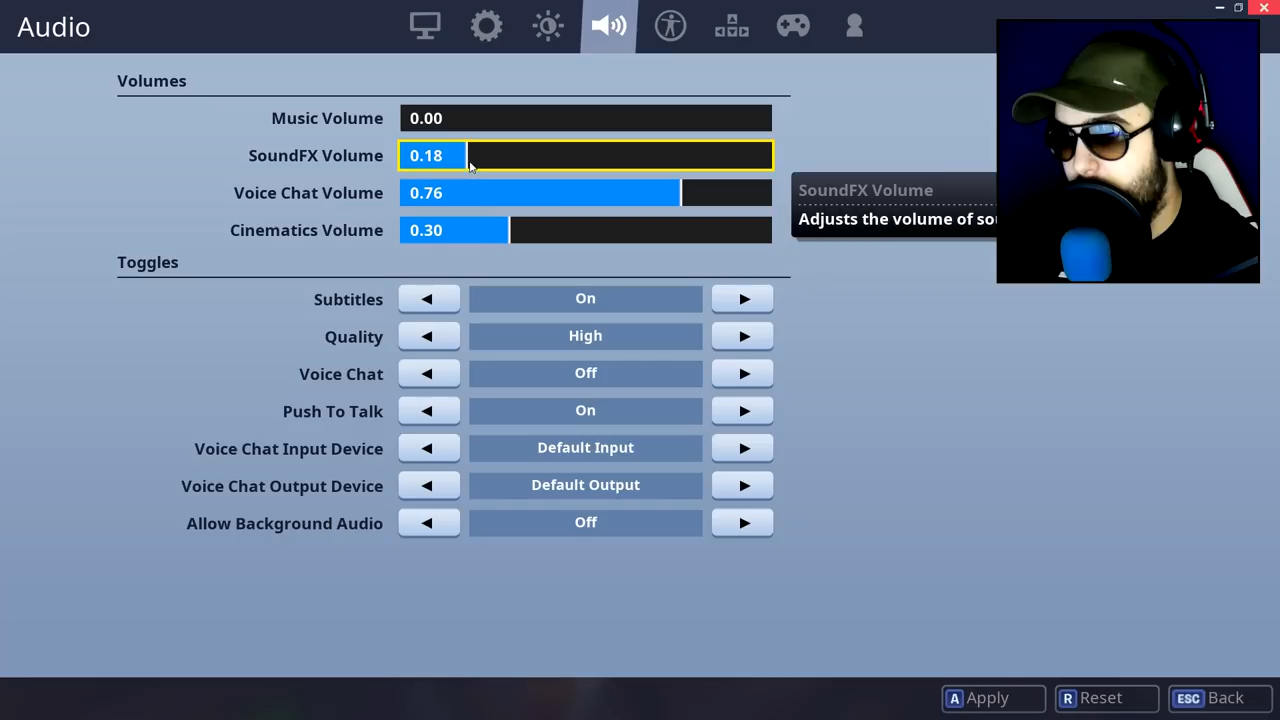 Audio
Volumes
Music Volume 0.00
SoundFX Volume 0.18
Voice Chat Volume 0.76
Cinematics Volume 0.30
SoundFX Volume
Adjusts the volume of
Toggles
Subtitles On
Quality High
Voice Chat Off
Push To Talk On
Voice Chat Input Device Default Input
Voice Chat Output Device Default Output
Allow Background Audio Off
A Apply R Reset ESC Back